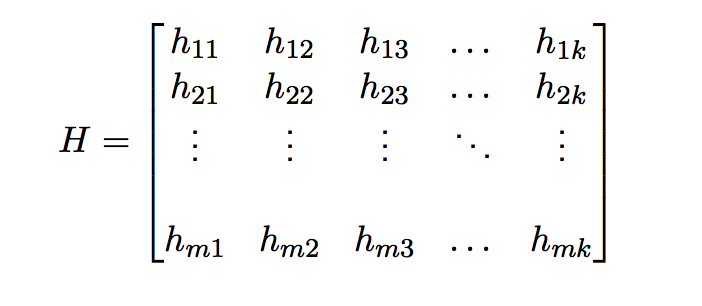 h₁₁ h₁₂ h₁₃ … h₁ₖ
h₂₁ h₂₂ h₂₃ … h₂ₖ
H = ⋮ ⋮ ⋮ ⋱ ⋮
hₘ₁ hₘ₂ hₘ₃ … hₘₖ